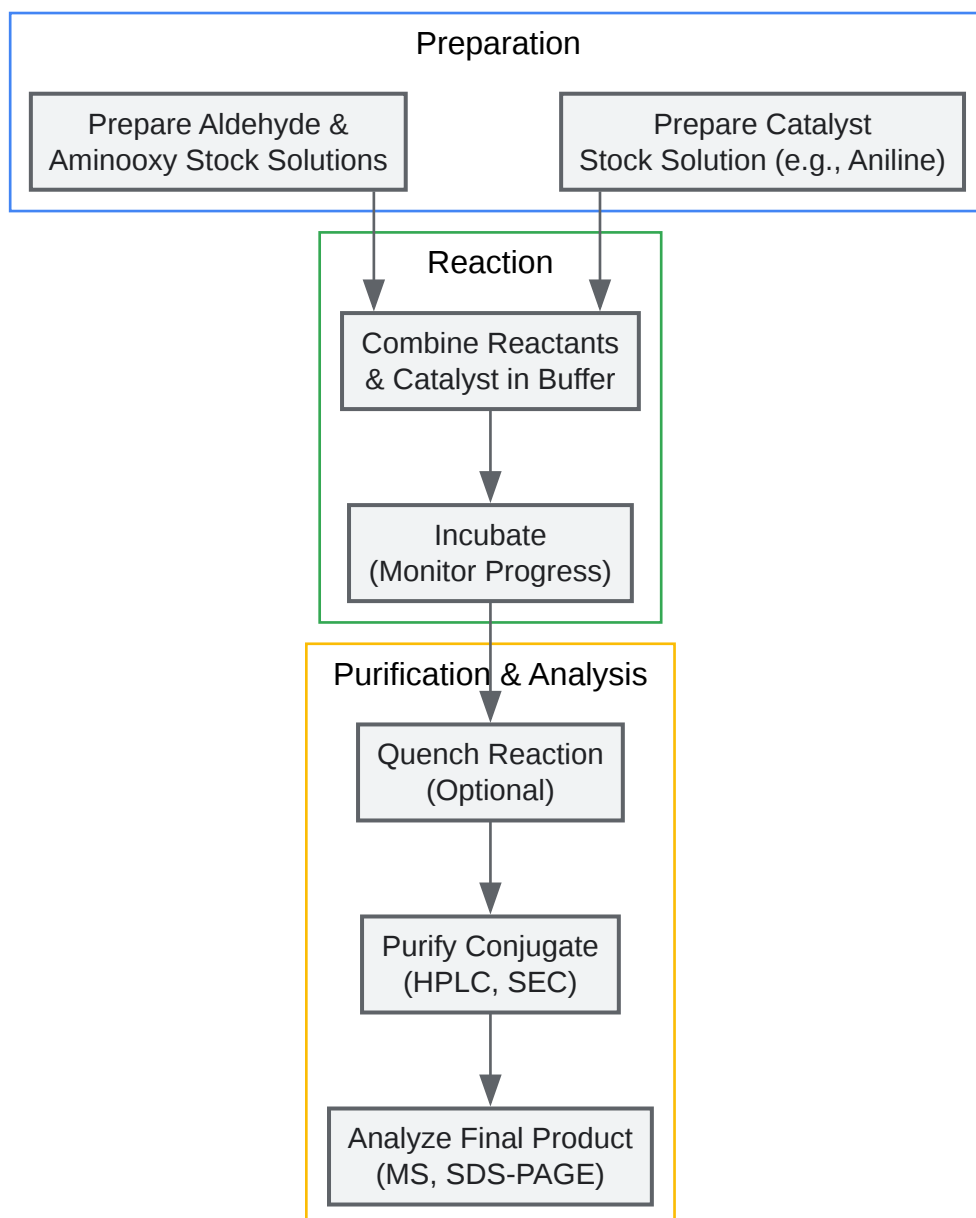 Preparation
Prepare Aldehyde &
Aminooxy Stock Solutions
Prepare Catalyst
Stock Solution (e.g., Aniline)
Reaction
Combine Reactants
& Catalyst in Buffer
Incubate
(Monitor Progress)
Purification & Analysis
Quench Reaction
(Optional)
Purify Conjugate
(HPLC, SEC)
Analyze Final Product
(MS, SDS-PAGE)